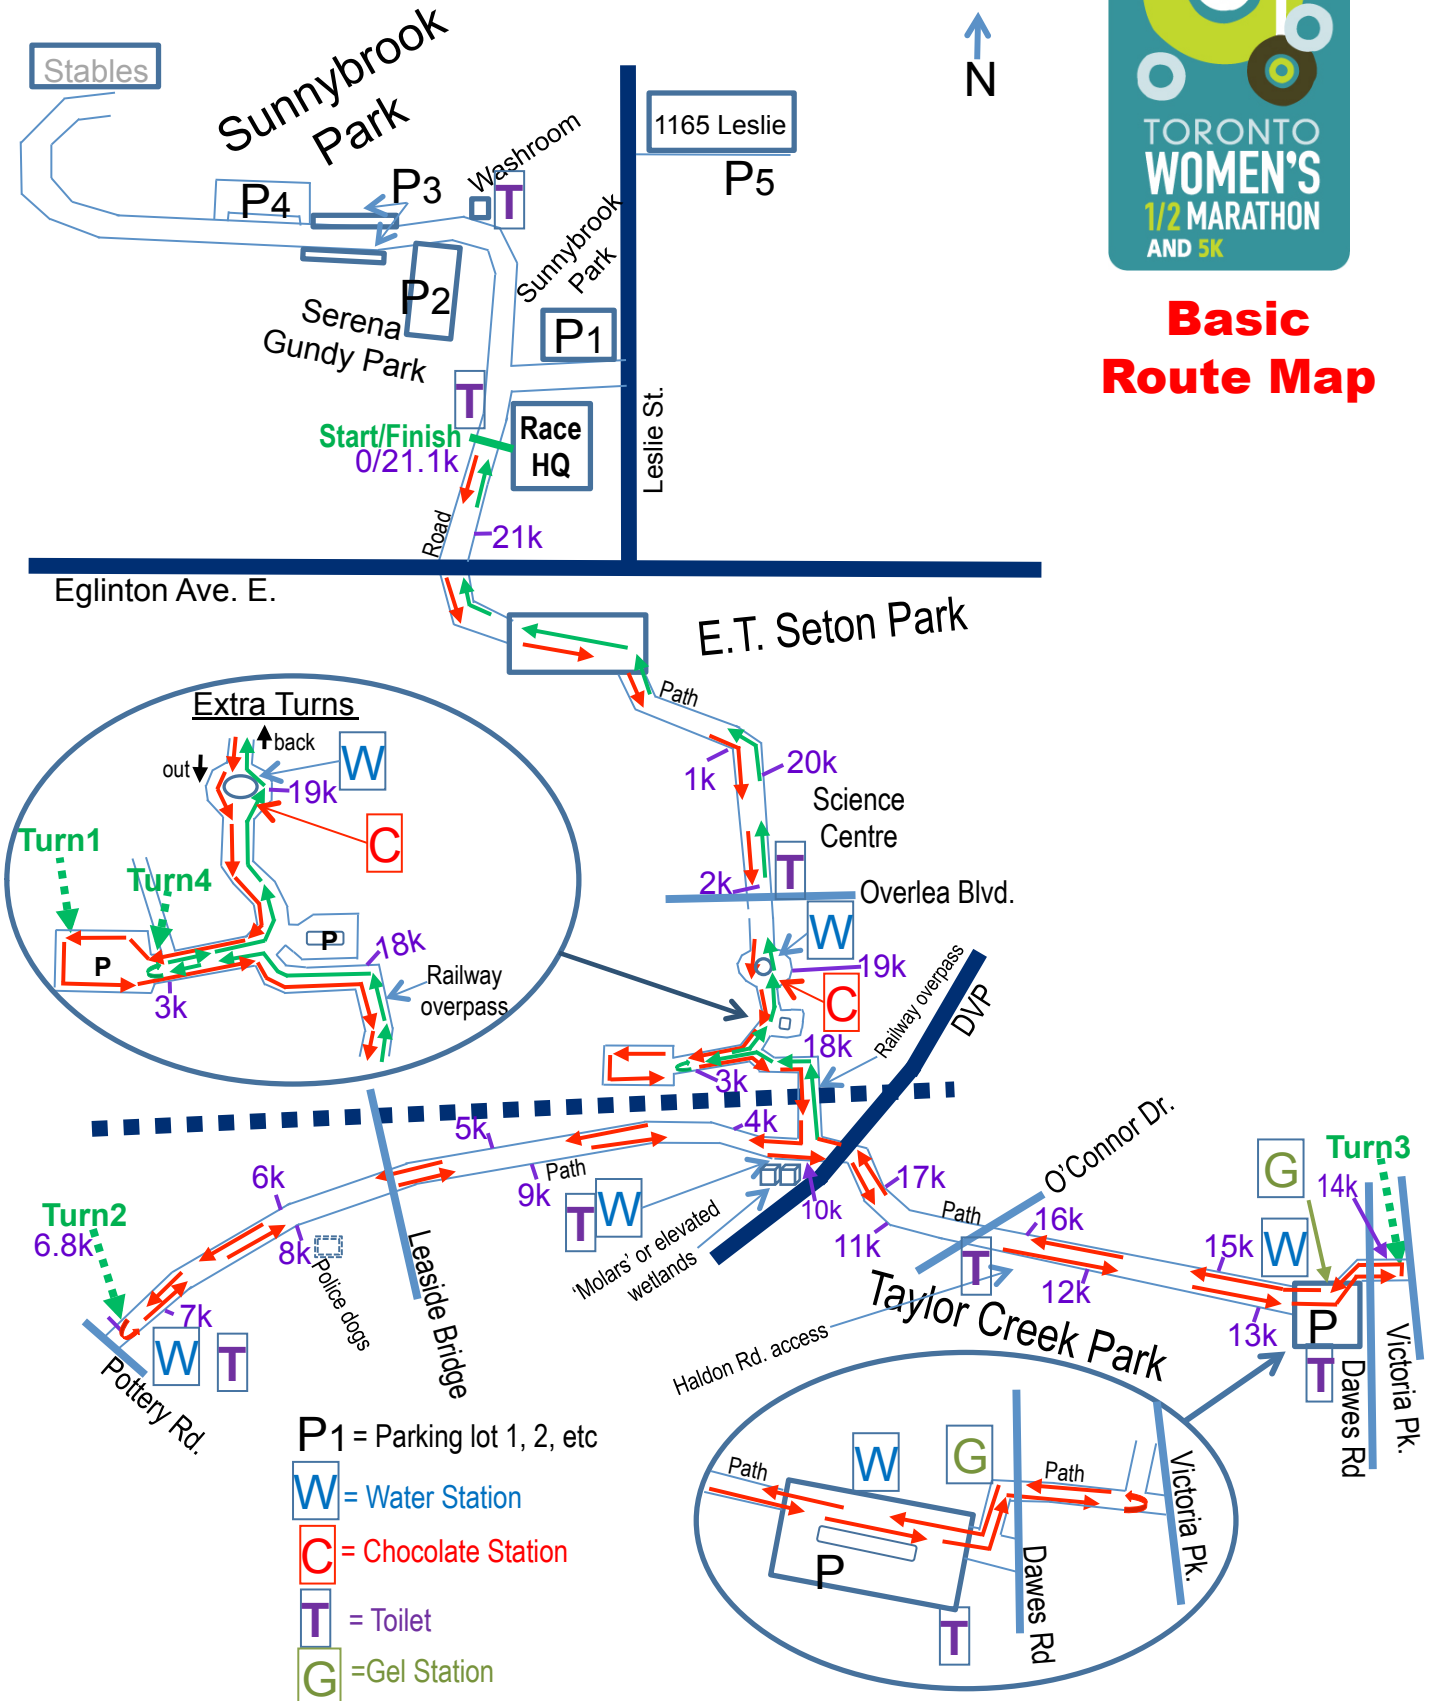 Stables
Sunnybrook
Park
N
TORONTO
WOMEN'S
1/2 MARATHON
AND 5K
Basic
Route Map
1165 Leslie
P5
P4
P3
Washroom
T
Sunnybrook
Park
P2
P1
Serena
Gundy Park
T
Start/Finish
0/21.1k
Race
HQ
Leslie St.
Road
21k
Eglinton Ave. E.
E.T. Seton Park
Path
1k
20k
Science
Centre
T
2k
Overlea Blvd.
W
19k
C
Railway overpass
DVP
18k
3k
Extra Turns
back
out
W
19k
C
Turn1
Turn4
P
P
18k
3k
Railway
overpass
5k
4k
6k
Path
9k
T
W
10k
17k
O'Connor Dr.
Path
16k
11k
T
12k
15k
W
G
Turn3
14k
13k
P
T
Dawes Rd
Victoria Pk.
Turn2
6.8k
8k
Police dogs
7k
W
T
Pottery Rd.
Leaside Bridge
'Molars' or elevated
wetlands
Haldon Rd. access
Taylor Creek Park
Path
W
G
Path
P
T
Dawes Rd
Victoria Pk.
P1 = Parking lot 1, 2, etc
W = Water Station
C = Chocolate Station
T = Toilet
G =Gel Station